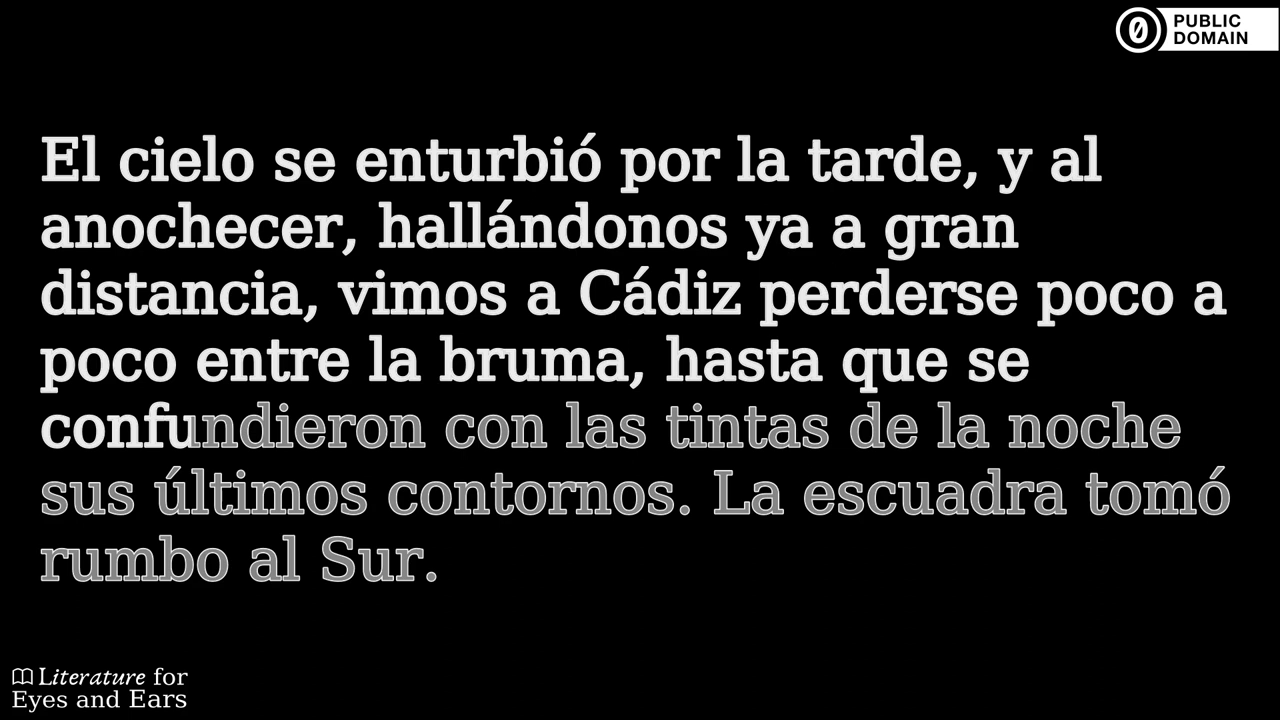 PUBLIC
DOMAIN
El cielo se enturbió por la tarde, y al
anochecer, hallándonos ya a gran
distancia, vimos a Cádiz perderse poco a
poco entre la bruma, hasta que se
confundieron con las tintas de la noche
sus últimos contornos. La escuadra tomó
rumbo al Sur.
Literature for
Eyes and Ears